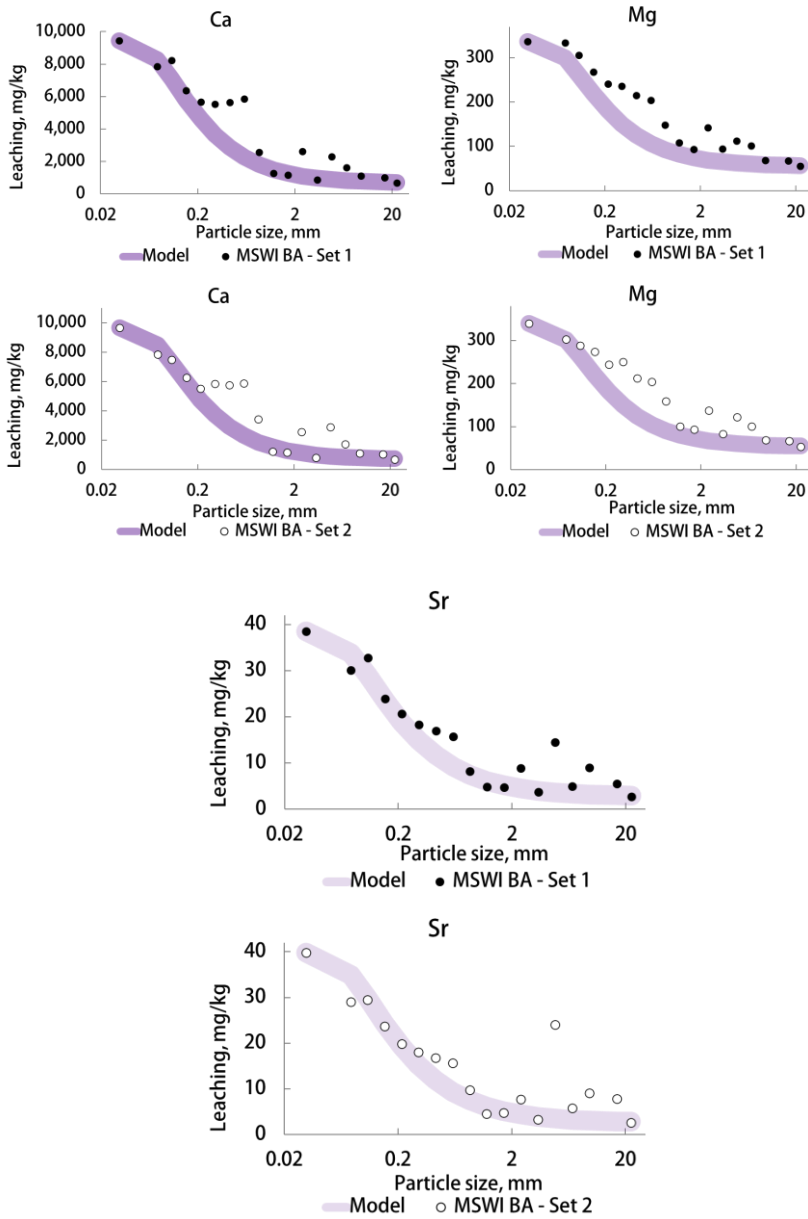 Ca
Leaching, mg/kg
10,000
8,000
6,000
4,000
2,000
0
0.02 0.2 2 20
Particle size, mm
Model MSWI BA - Set 1
Mg
Leaching, mg/kg
300
200
100
0
0.02 0.2 2 20
Particle size, mm
Model MSWI BA - Set 1
Ca
Leaching, mg/kg
10,000
8,000
6,000
4,000
2,000
0
0.02 0.2 2 20
Particle size, mm
Model MSWI BA - Set 2
Mg
Leaching, mg/kg
300
200
100
0
0.02 0.2 2 20
Particle size, mm
Model MSWI BA - Set 2
Sr
Leaching, mg/kg
40
30
20
10
0
0.02 0.2 2 20
Particle size, mm
Model MSWI BA - Set 1
Sr
Leaching, mg/kg
40
30
20
10
0
0.02 0.2 2 20
Particle size, mm
Model MSWI BA - Set 2